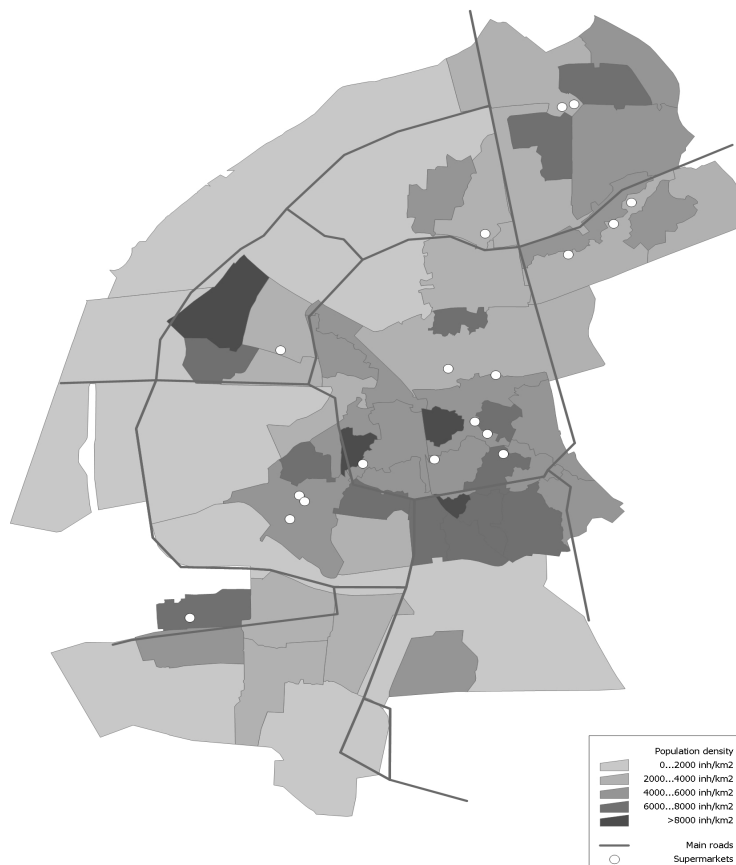 Population density
0...2000 inh/km2
2000...4000 inh/km2
4000...6000 inh/km2
6000...8000 inh/km2
>8000 inh/km2
Main roads
Supermarkets